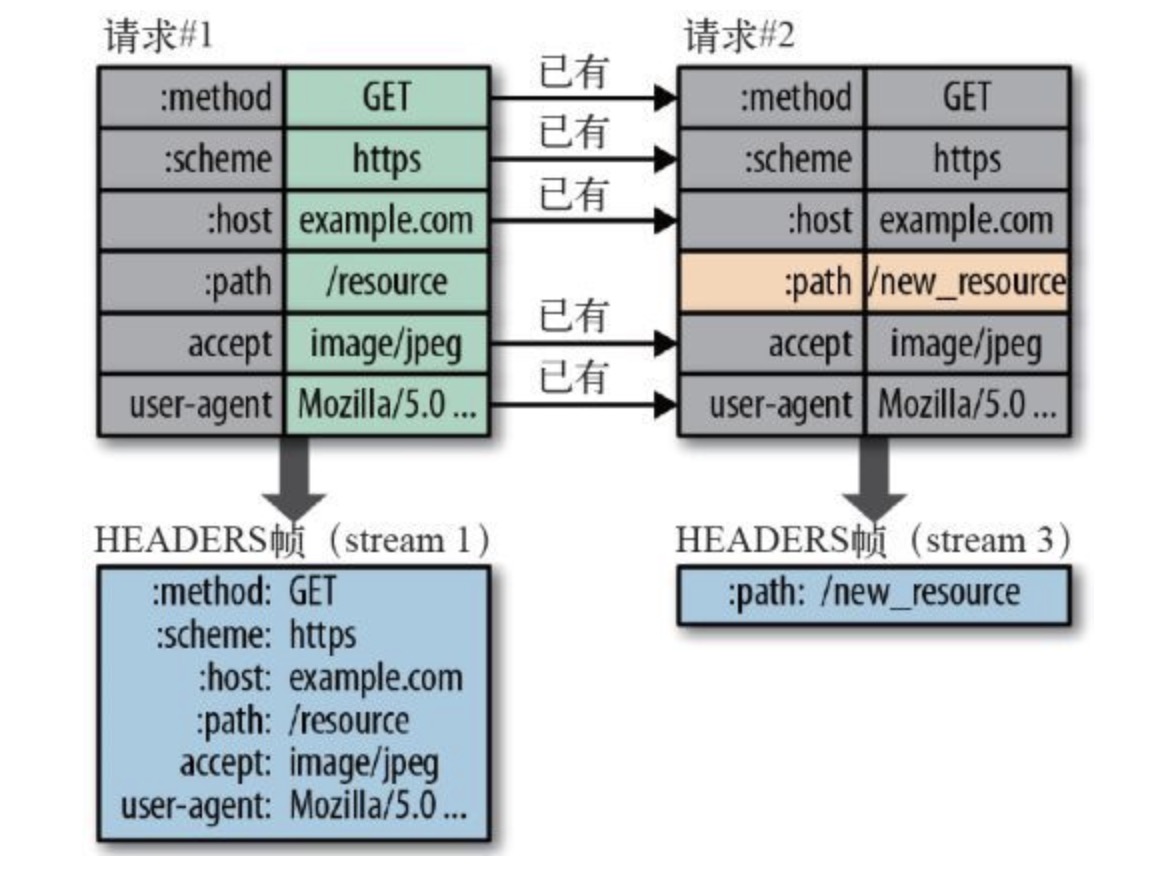 请求#1
:method GET
:scheme https
:host example.com
:path /resource
accept image/jpeg
user-agent Mozilla/5.0 ...
已有
已有
已有
已有
已有
请求#2
:method GET
:scheme https
:host example.com
:path /new_resource
accept image/jpeg
user-agent Mozilla/5.0 ...
HEADERS帧（stream 1）
:method: GET
:scheme: https
:host: example.com
:path: /resource
accept: image/jpeg
user-agent: Mozilla/5.0 ...
HEADERS帧（stream 3）
:path: /new_resource